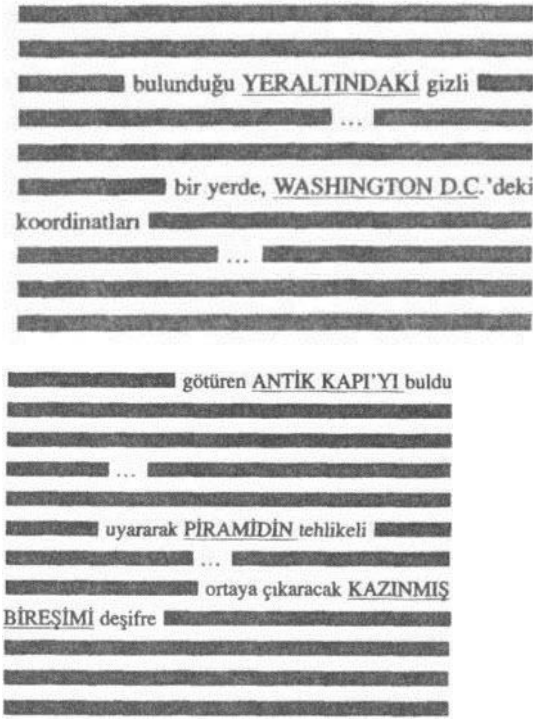 bulunduğu YERALTINDAKİ gizli
...
bir yerde, WASHINGTON D.C.'deki
koordinatları
...
götüren ANTİK KAPI'YI buldu
...
uyararak PİRAMİDİN tehlikeli
...
ortaya çıkaracak KAZINMIŞ
BİREŞİMİ deşifre